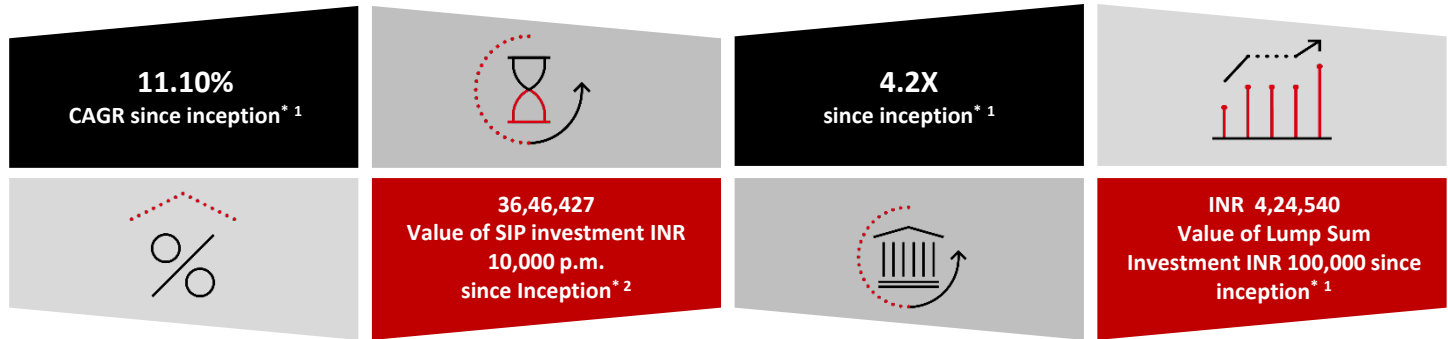 11.10%
CAGR since inception* 1
4.2X
since inception* 1
36,46,427
Value of SIP investment INR
10,000 p.m.
since Inception* 2
INR 4,24,540
Value of Lump Sum
Investment INR 100,000 since
inception* 1